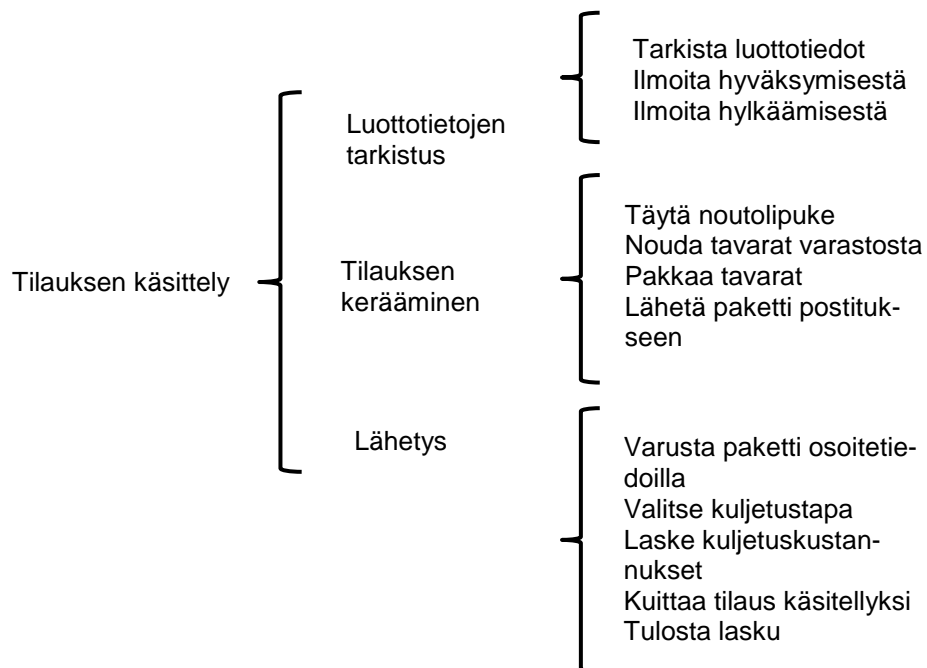 Tilauksen käsittely
Luottotietojen
tarkistus
Tarkista luottotiedot
Ilmoita hyväksymisestä
Ilmoita hylkäämisestä
Tilauksen
kerääminen
Täytä noutolipuke
Nouda tavarat varastosta
Pakkaa tavarat
Lähetä paketti postituk-
seen
Lähetys
Varusta paketti osoitetie-
doilla
Valitse kuljetustapa
Laske kuljetuskustan-
nukset
Kuittaa tilaus käsitellyksi
Tulosta lasku